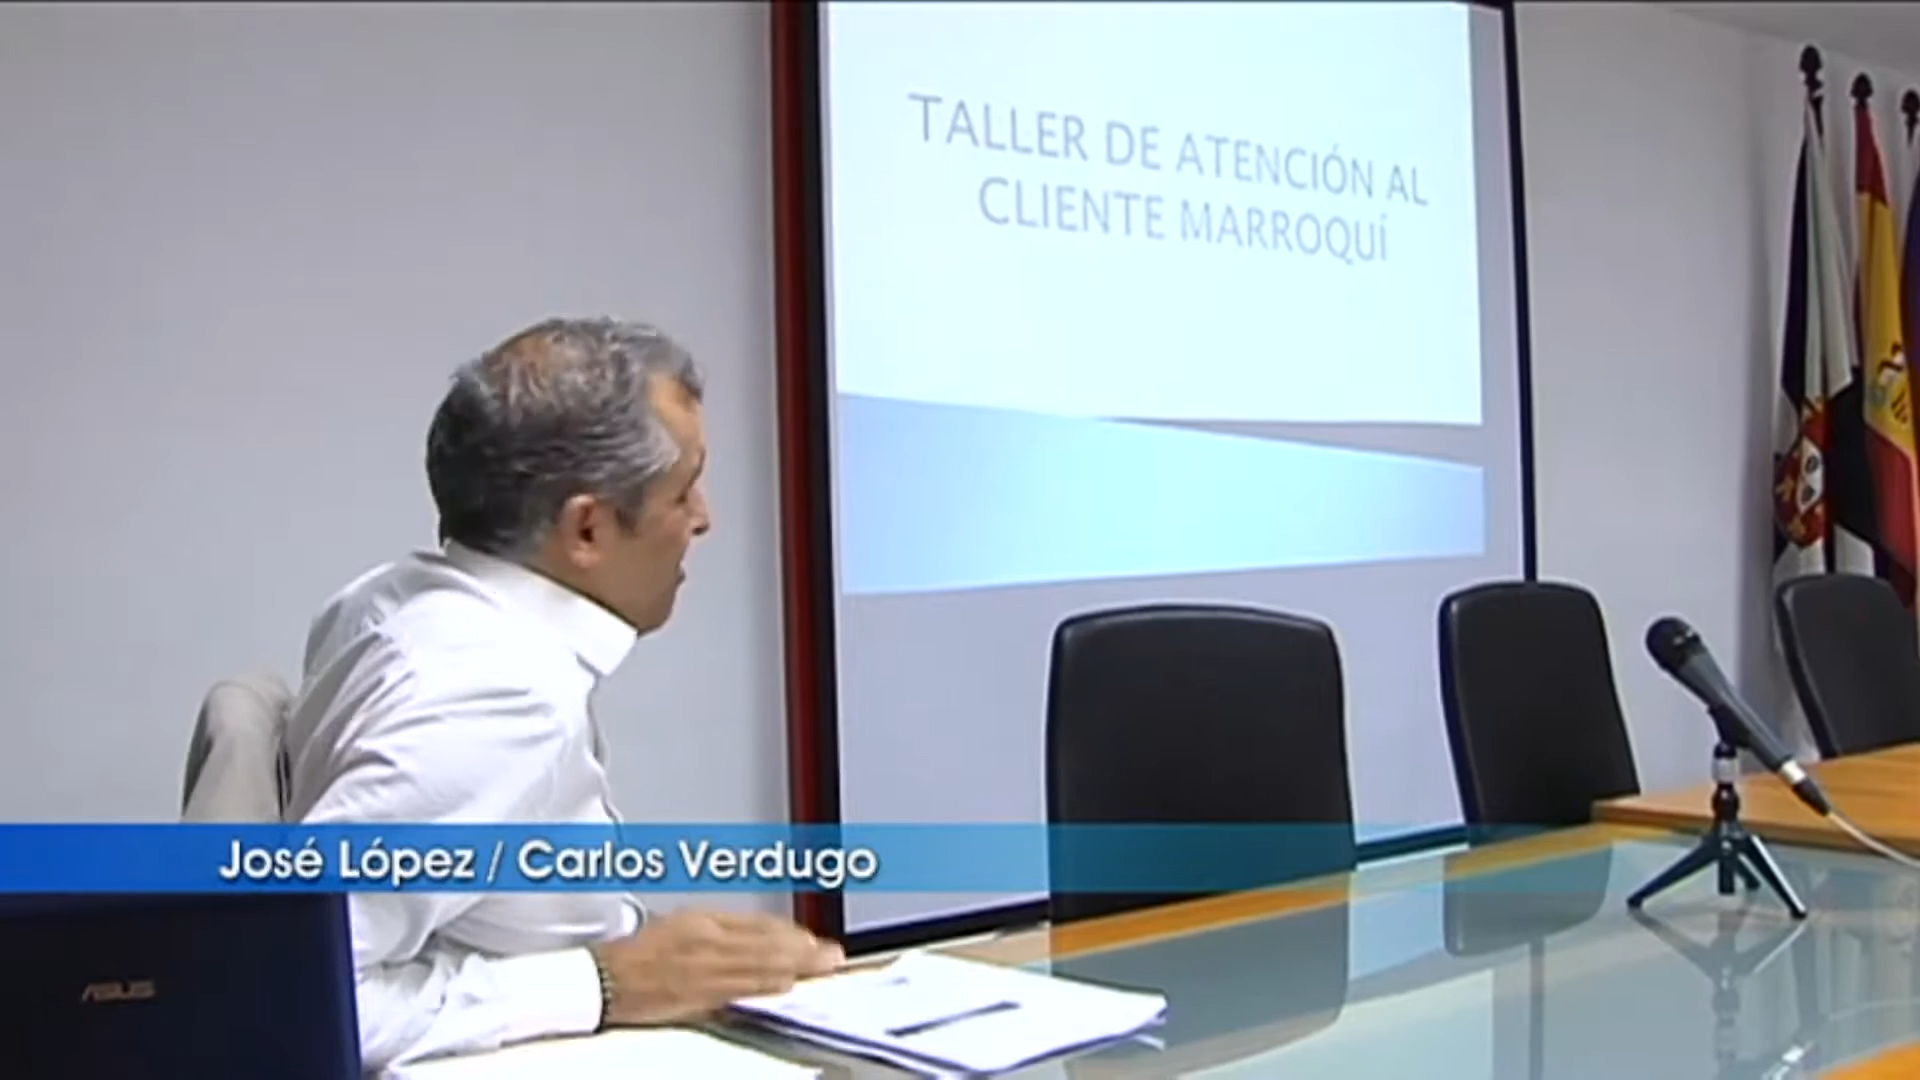 TALLER DE ATENCIÓN AL
CLIENTE MARROQUÍ
José López / Carlos Verdugo
ASUS